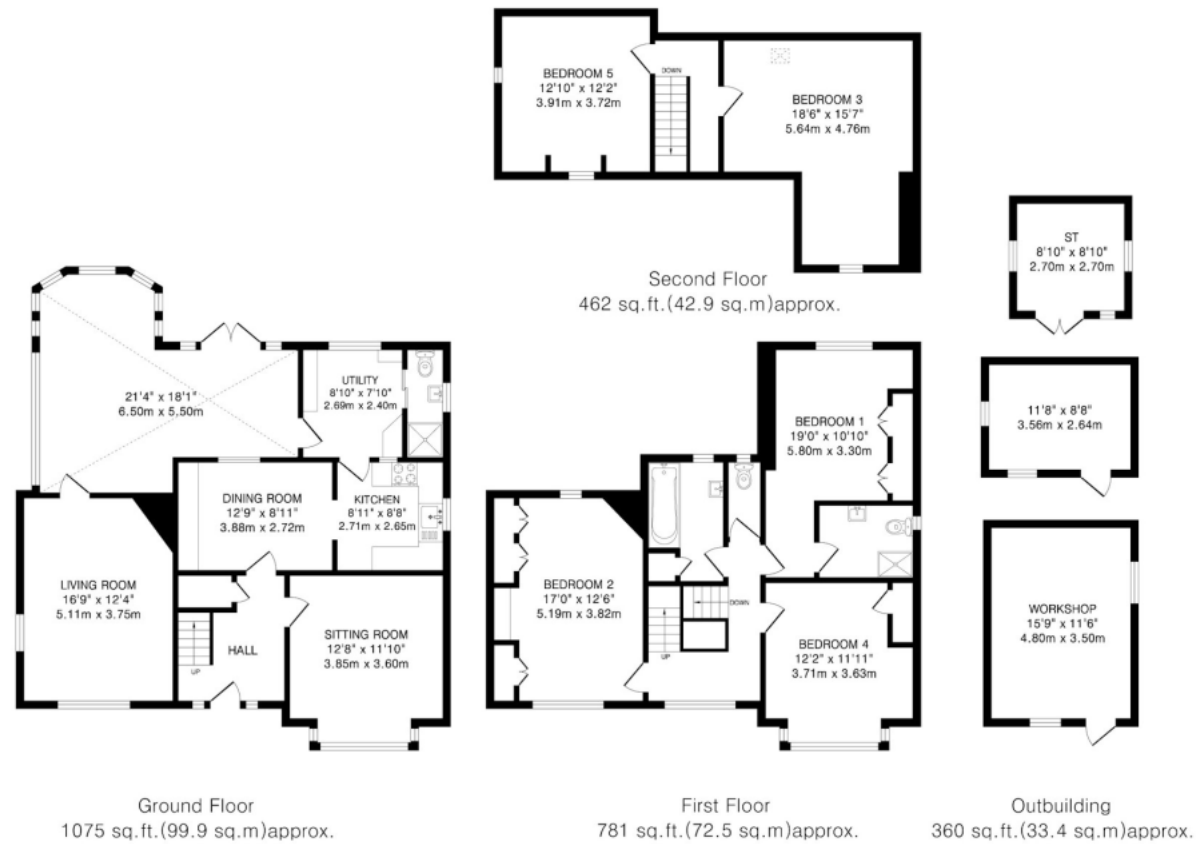 BEDROOM 5
12'10" x 12'2"
3.91m x 3.72m
DOWN
BEDROOM 3
18'6" x 15'7"
5.64m x 4.76m
Second Floor
462 sq.ft.(42.9 sq.m)approx.
ST
8'10" x 8'10"
2.70m x 2.70m
21'4" x 18'1"
6.50m x 5.50m
UTILITY
8'10" x 7'10"
2.69m x 2.40m
DINING ROOM
12'9" x 8'11"
3.88m x 2.72m
KITCHEN
8'11" x 8'8"
2.71m x 2.65m
LIVING ROOM
16'9" x 12'4"
5.11m x 3.75m
UP
HALL
SITTING ROOM
12'8" x 11'10"
3.85m x 3.60m
Ground Floor
1075 sq.ft.(99.9 sq.m)approx.
BEDROOM 1
19'0" x 10'10"
5.80m x 3.30m
BEDROOM 2
17'0" x 12'6"
5.19m x 3.82m
DOWN
UP
BEDROOM 4
12'2" x 11'11"
3.71m x 3.63m
First Floor
781 sq.ft.(72.5 sq.m)approx.
11'8" x 8'8"
3.56m x 2.64m
WORKSHOP
15'9" x 11'6"
4.80m x 3.50m
Outbuilding
360 sq.ft.(33.4 sq.m)approx.